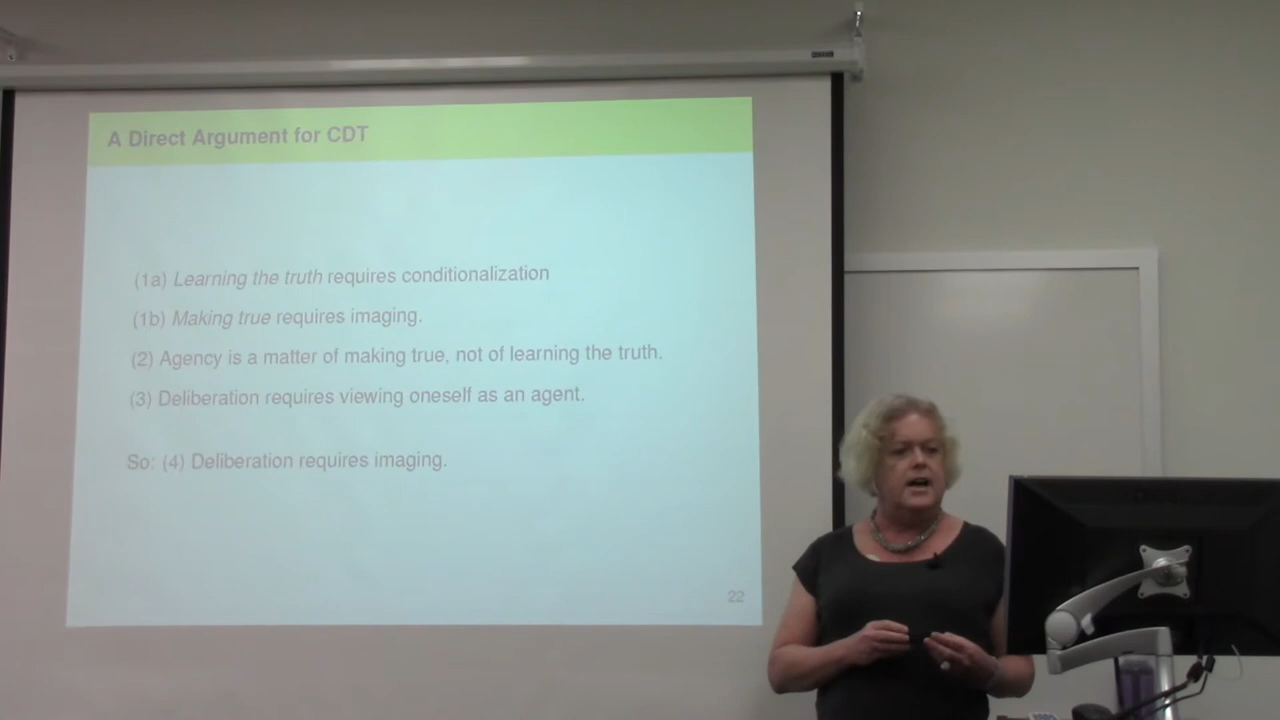 A Direct Argument for CDT
(1a) Learning the truth requires conditionalization
(1b) Making true requires imaging.
(2) Agency is a matter of making true, not of learning the truth.
(3) Deliberation requires viewing oneself as an agent.
So: (4) Deliberation requires imaging.
22